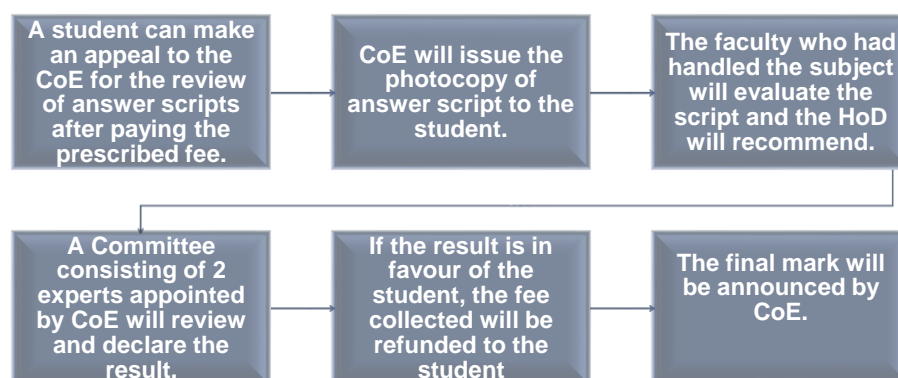 A student can make
an appeal to the
CoE for the review
of answer scripts
after paying the
prescribed fee.
CoE will issue the
photocopy of
answer script to the
student.
The faculty who had
handled the subject
will evaluate the
script and the HoD
will recommend.
A Committee
consisting of 2
experts appointed
by CoE will review
and declare the
result.
If the result is in
favour of the
student, the fee
collected will be
refunded to the
student
The final mark will
be announced by
CoE.